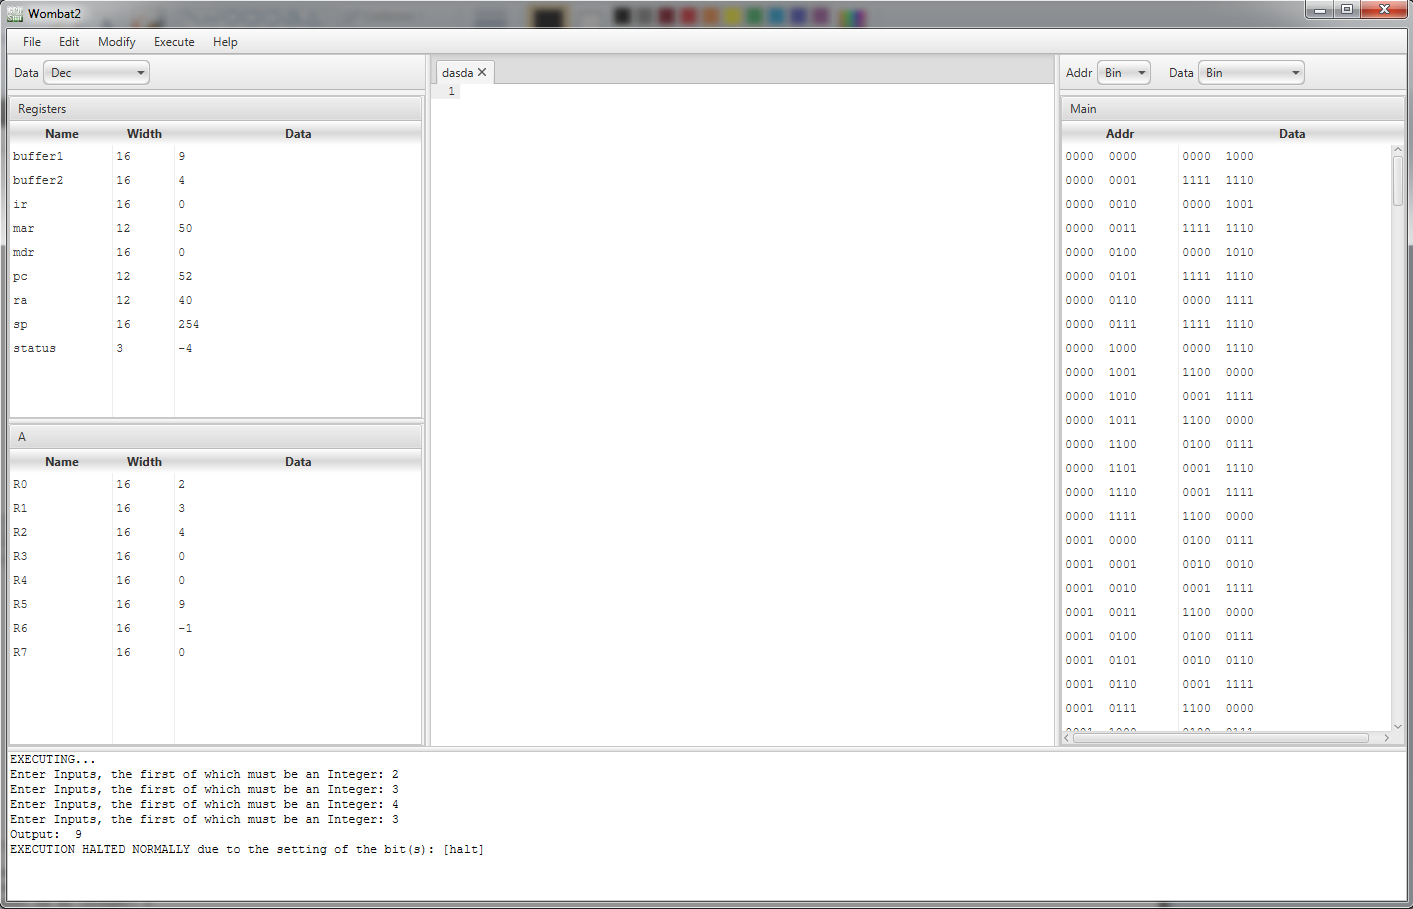 Wombat2
File Edit Modify Execute Help
Data Dec
Registers
Name Width Data
buffer1 16 9
buffer2 16 4
ir 16 0
mar 12 50
mdr 16 0
pc 12 52
ra 12 40
sp 16 254
status 3 -4
A
Name Width Data
R0 16 2
R1 16 3
R2 16 4
R3 16 0
R4 16 0
R5 16 9
R6 16 -1
R7 16 0
dasda
1
Addr Bin Data Bin
Main
Addr Data
0000 0000 0000 1000
0000 0001 1111 1110
0000 0010 0000 1001
0000 0011 1111 1110
0000 0100 0000 1010
0000 0101 1111 1110
0000 0110 0000 1111
0000 0111 1111 1110
0000 1000 0000 1110
0000 1001 1100 0000
0000 1010 0001 1111
0000 1011 1100 0000
0000 1100 0100 0111
0000 1101 0001 1110
0000 1110 0001 1111
0000 1111 1100 0000
0001 0000 0100 0111
0001 0001 0010 0010
0001 0010 0001 1111
0001 0011 1100 0000
0001 0100 0100 0111
0001 0101 0010 0110
0001 0110 0001 1111
0001 0111 1100 0000
0001 1000 0100 0111
EXECUTING...
Enter Inputs, the first of which must be an Integer: 2
Enter Inputs, the first of which must be an Integer: 3
Enter Inputs, the first of which must be an Integer: 4
Enter Inputs, the first of which must be an Integer: 3
Output: 9
EXECUTION HALTED NORMALLY due to the setting of the bit(s): [halt]